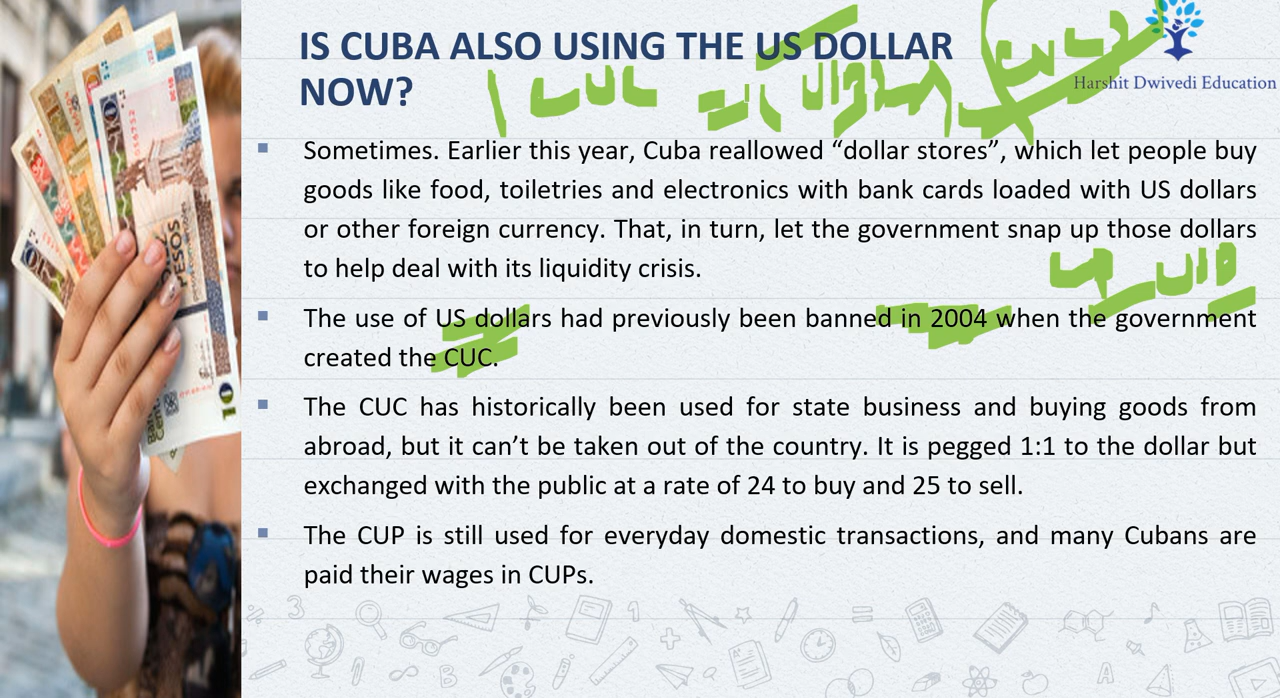 IS CUBA ALSO USING THE US DOLLAR
NOW?
1 CUC
Harshit Dwivedi Education
Sometimes. Earlier this year, Cuba reallowed “dollar stores”, which let people buy
goods like food, toiletries and electronics with bank cards loaded with US dollars
or other foreign currency. That, in turn, let the government snap up those dollars
to help deal with its liquidity crisis.
The use of US dollars had previously been banned in 2004 when the government
created the CUC.
The CUC has historically been used for state business and buying goods from
abroad, but it can’t be taken out of the country. It is pegged 1:1 to the dollar but
exchanged with the public at a rate of 24 to buy and 25 to sell.
The CUP is still used for everyday domestic transactions, and many Cubans are
paid their wages in CUPs.
PESOS
10